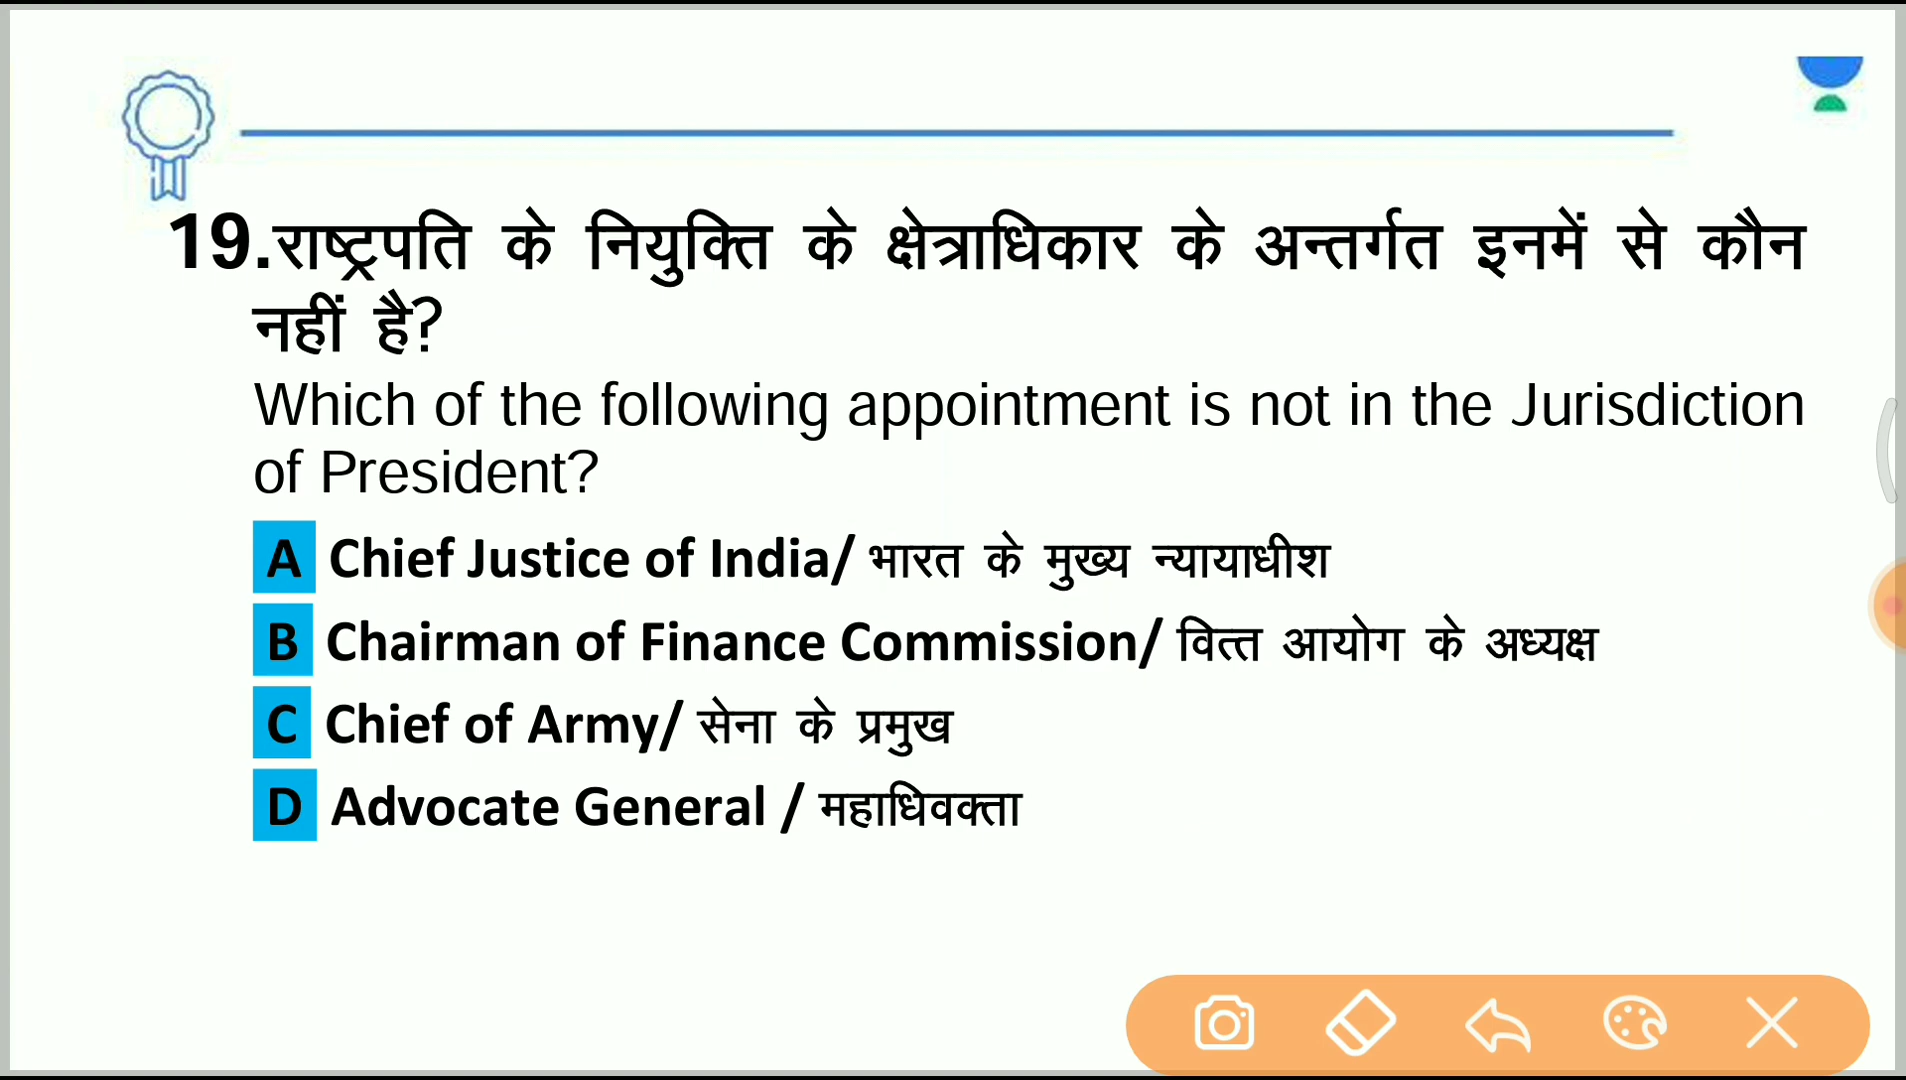 19.राष्ट्रपति के नियुक्ति के क्षेत्राधिकार के अन्तर्गत इनमें से कौन
नहीं है?
Which of the following appointment is not in the Jurisdiction
of President?
A Chief Justice of India/ भारत के मुख्य न्यायाधीश
B Chairman of Finance Commission/ वित्त आयोग के अध्यक्ष
C Chief of Army/ सेना के प्रमुख
D Advocate General / महाधिवक्ता